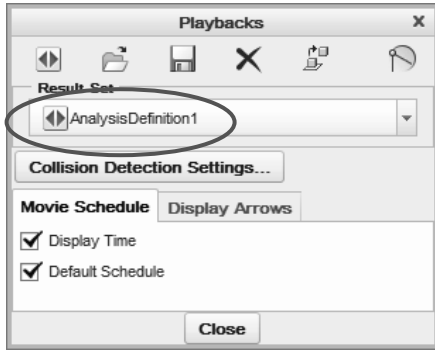 Playbacks x
Result Set
AnalysisDefinition1
Collision Detection Settings...
Movie Schedule Display Arrows
Display Time
Default Schedule
Close